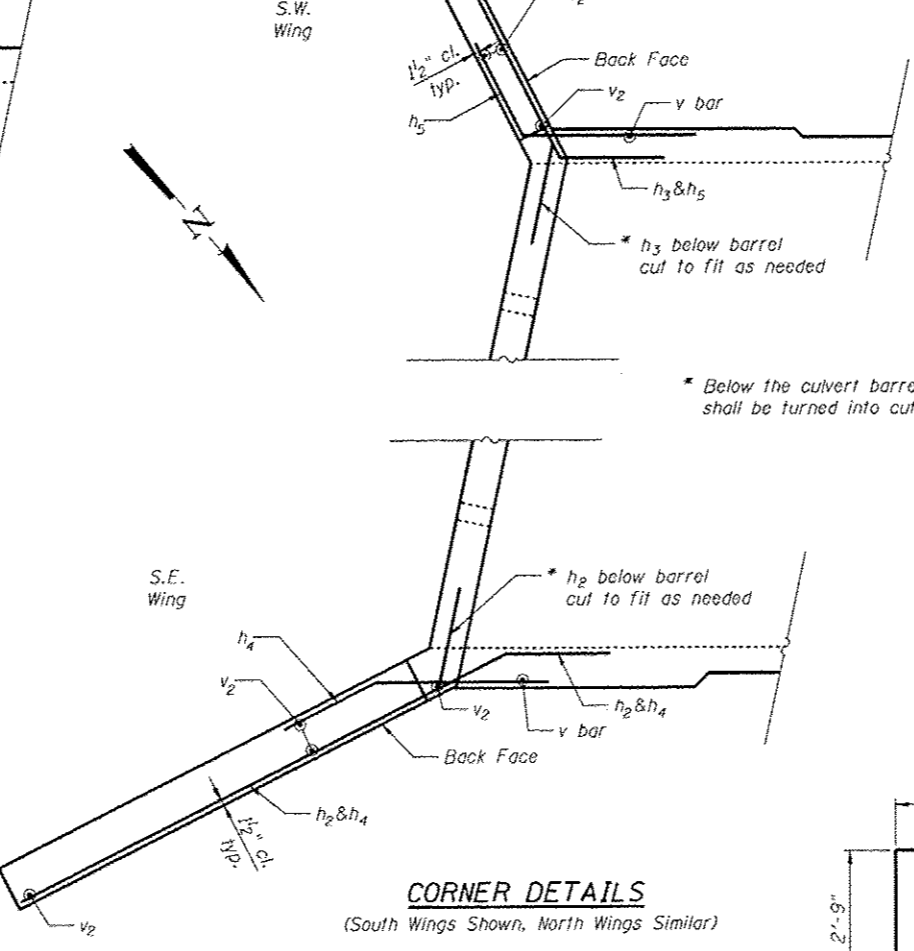 S.W.
Wing
2
1½" cl.
typ.
Back Face
v2
v bar
h5
h3&h5
N
* h3 below barrel
cut to fit as needed
* Below the culvert barre
shall be turned into cut
S.E.
Wing
* h2 below barrel
cut to fit as needed
h4
v2
v2
h2&h4
v bar
Back Face
h2&h4
1½" cl.
typ.
v2
CORNER DETAILS
(South Wings Shown, North Wings Similar)
2'-9"